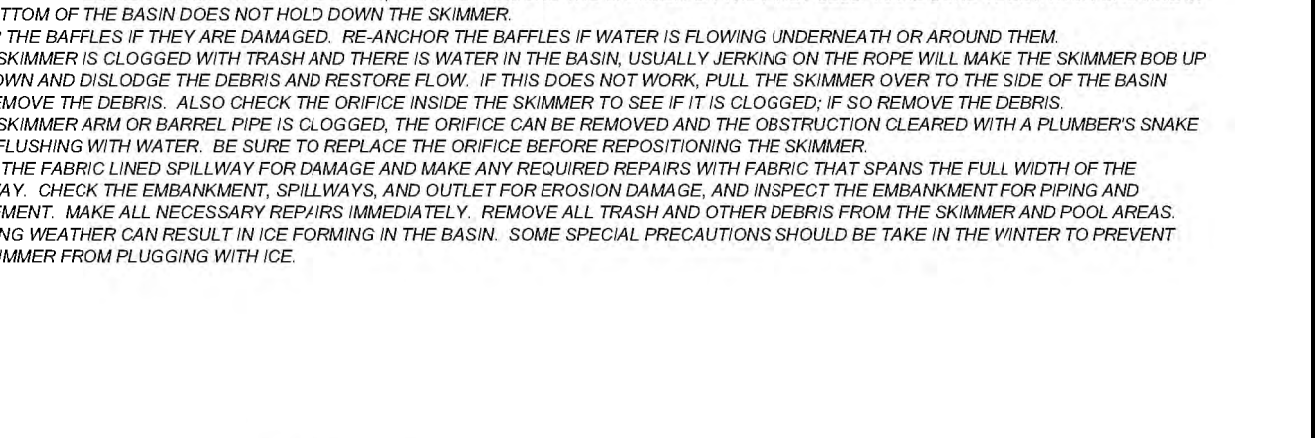 TTOM OF THE BASIN DOES NOT HOLD DOWN THE SKIMMER.
THE BAFFLES IF THEY ARE DAMAGED. RE-ANCHOR THE BAFFLES IF WATER IS FLOWING UNDERNEATH OR AROUND THEM.
SKIMMER IS CLOGGED WITH TRASH AND THERE IS WATER IN THE BASIN, USUALLY JERKING ON THE ROPE WILL MAKE THE SKIMMER BOB UP
OWN AND DISLODGE THE DEBRIS AND RESTORE FLOW. IF THIS DOES NOT WORK, PULL THE SKIMMER OVER TO THE SIDE OF THE BASIN
EMOVE THE DEBRIS. ALSO CHECK THE ORIFICE INSIDE THE SKIMMER TO SEE IF IT IS CLOGGED; IF SO REMOVE THE DEBRIS.
SKIMMER ARM OR BARREL PIPE IS CLOGGED, THE ORIFICE CAN BE REMOVED AND THE OBSTRUCTION CLEARED WITH A PLUMBER'S SNAKE
FLUSHING WITH WATER. BE SURE TO REPLACE THE ORIFICE BEFORE REPOSITIONING THE SKIMMER.
THE FABRIC LINED SPILLWAY FOR DAMAGE AND MAKE ANY REQUIRED REPAIRS WITH FABRIC THAT SPANS THE FULL WIDTH OF THE
AY. CHECK THE EMBANKMENT, SPILLWAYS, AND OUTLET FOR EROSION DAMAGE, AND INSPECT THE EMBANKMENT FOR PIPING AND
EMENT. MAKE ALL NECESSARY REPAIRS IMMEDIATELY. REMOVE ALL TRASH AND OTHER DEBRIS FROM THE SKIMMER AND POOL AREAS.
NG WEATHER CAN RESULT IN ICE FORMING IN THE BASIN. SOME SPECIAL PRECAUTIONS SHOULD BE TAKE IN THE WINTER TO PREVENT
IMMER FROM PLUGGING WITH ICE.